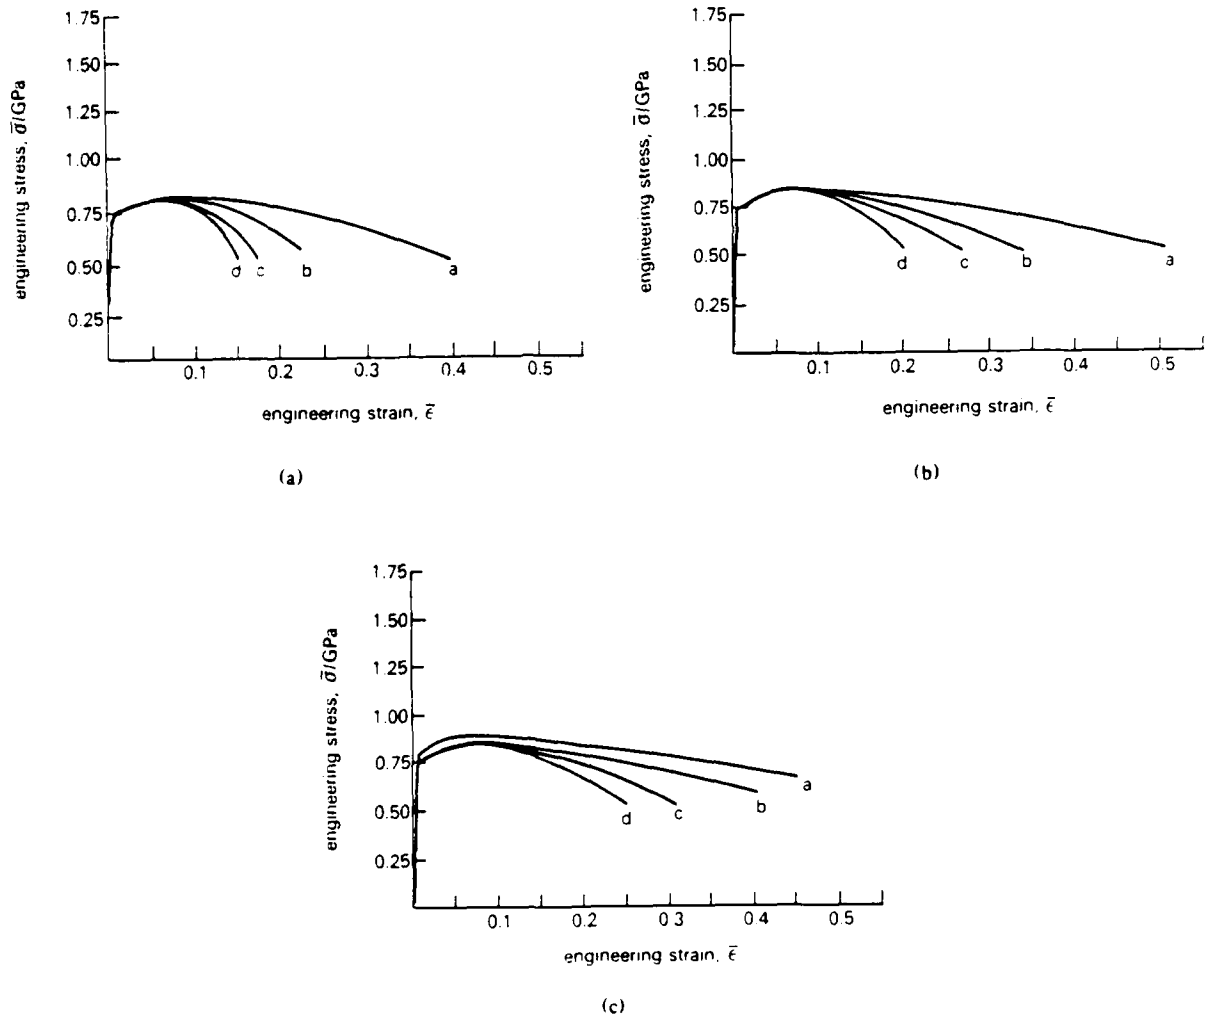 1.75
1.50
1.25
1.00
0.75
0.50
0.25
engineering stress, σ̄/GPa
d c b a
0.1 0.2 0.3 0.4 0.5
engineering strain, ε̄
(a)
1.75
1.50
1.25
1.00
0.75
0.50
0.25
engineering stress, σ̄/GPa
d c b a
0.1 0.2 0.3 0.4 0.5
engineering strain, ε̄
(b)
1.75
1.50
1.25
1.00
0.75
0.50
0.25
engineering stress, σ̄/GPa
d c b a
0.1 0.2 0.3 0.4 0.5
engineering strain, ε̄
(c)